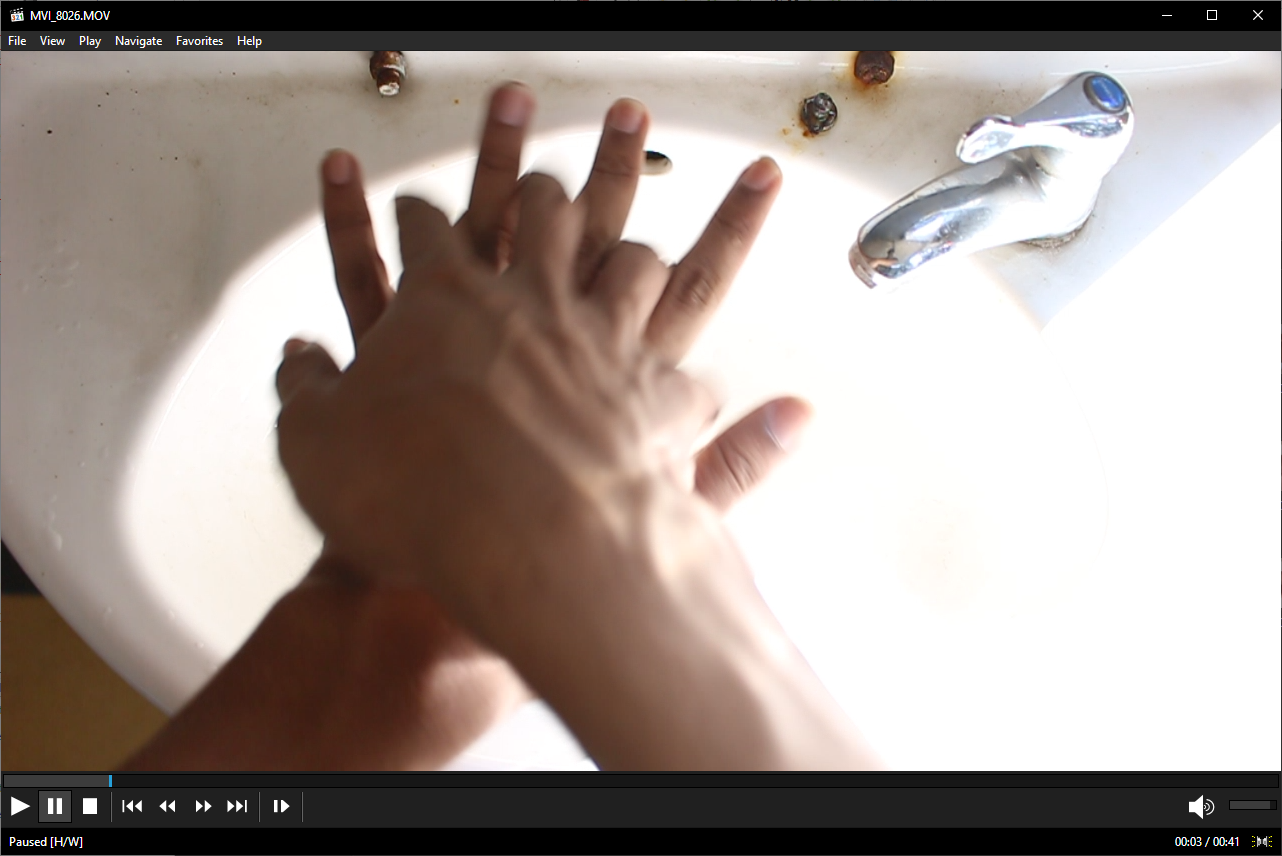 MVI_8026.MOV
File View Play Navigate Favorites Help
Paused [H/W]
00:03 / 00:41